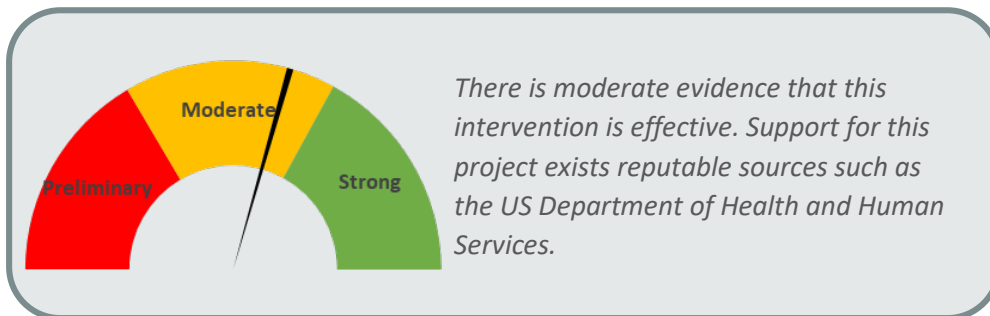 Moderate
Preliminary
Strong
There is moderate evidence that this
intervention is effective. Support for this
project exists reputable sources such as
the US Department of Health and Human
Services.